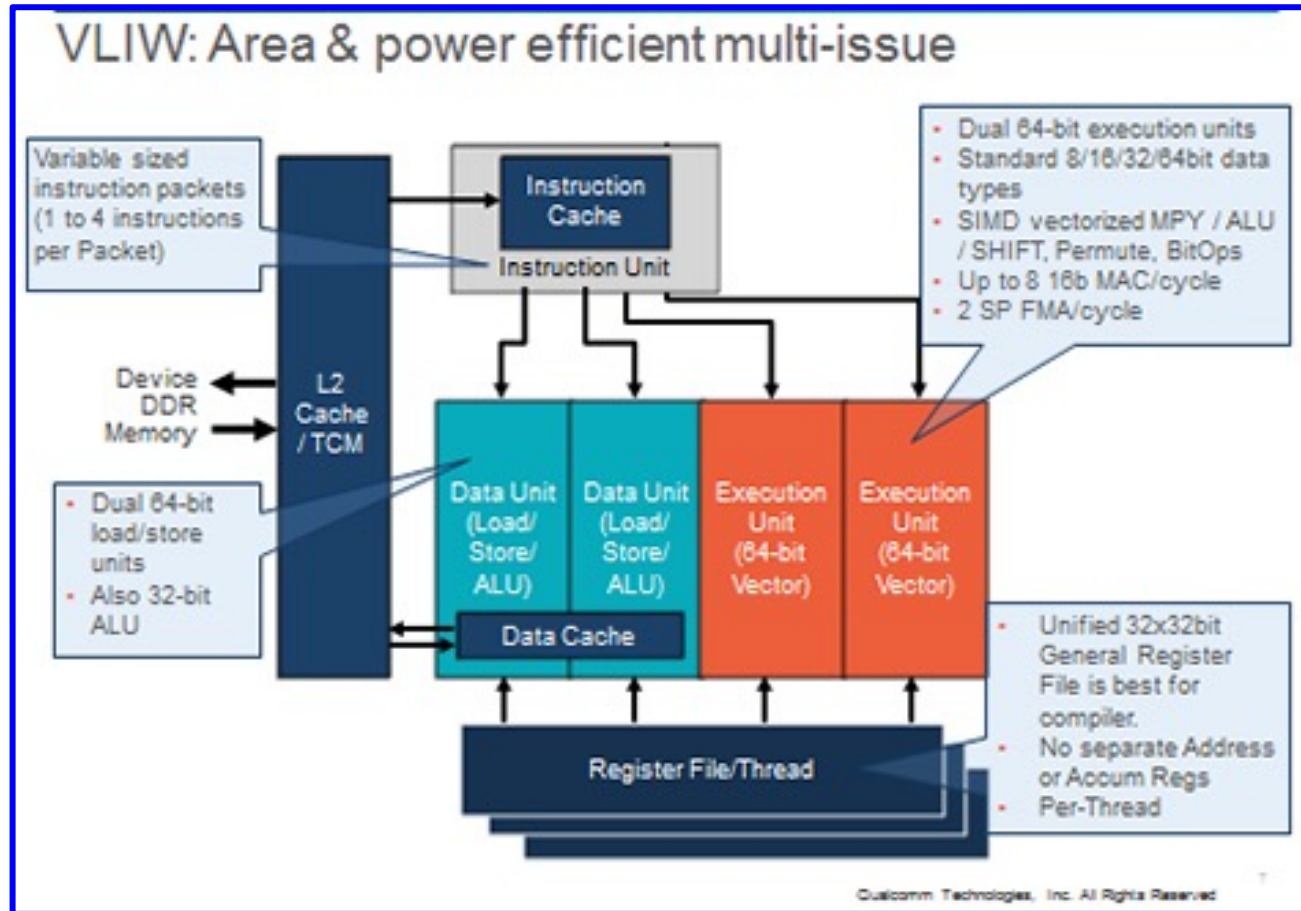 VLIW: Area & power efficient multi-issue
Variable sized
instruction packets
(1 to 4 instructions
per Packet)
Instruction
Cache
Instruction Unit
• Dual 64-bit execution units
• Standard 8/16/32/64bit data
types
• SIMD vectorized MPY / ALU
/ SHIFT, Permute, BitOps
• Up to 8 16b MAC/cycle
• 2 SP FMA/cycle
Device
DDR
Memory
L2
Cache
/ TCM
• Dual 64-bit
load/store
units
• Also 32-bit
ALU
Data Unit
(Load/
Store/
ALU)
Data Unit
(Load/
Store/
ALU)
Execution
Unit
(64-bit
Vector)
Execution
Unit
(64-bit
Vector)
Data Cache
Register File/Thread
• Unified 32x32bit
General Register
File is best for
compiler.
• No separate Address
or Accum Regs
• Per-Thread
7
Qualcomm Technologies, Inc. All Rights Reserved